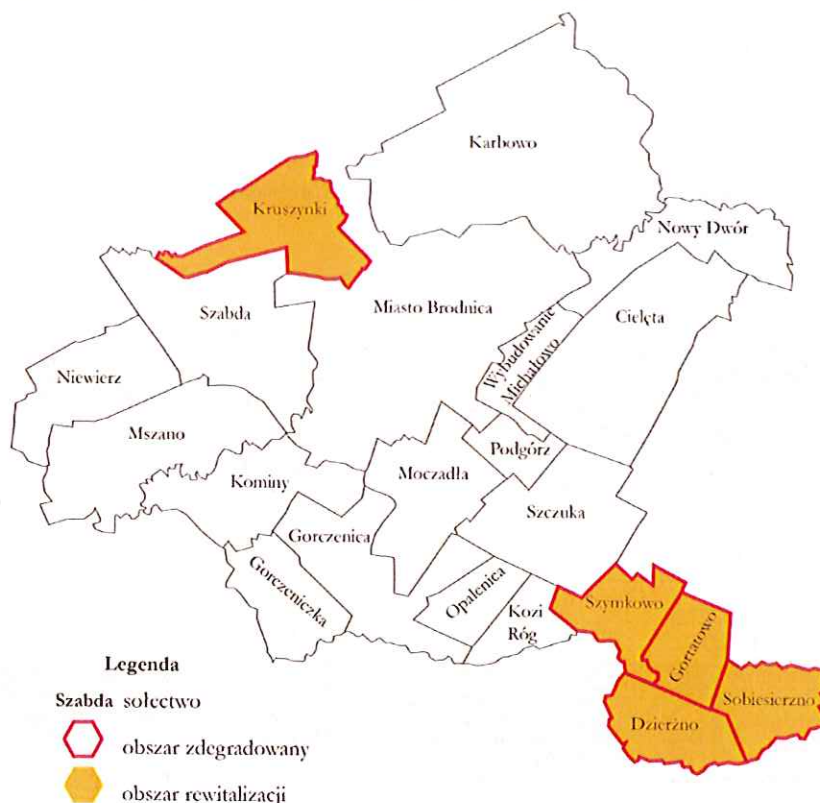 Karbowo
Kruszynki
Nowy Dwór
Miasto Brodnica
Szabda
Cielęta
Wybudowanie
Michałowo
Niewierz
Mszano
Podgórz
Moczadła
Kominy
Szczuka
Gorczenica
Gorczeniczka
Opalenica
Kozi
Róg
Szymkowo
Gortatowo
Sobiesierzno
Dzierżno
Legenda
Szabda sołectwo
obszar zdegradowany
obszar rewitalizacji